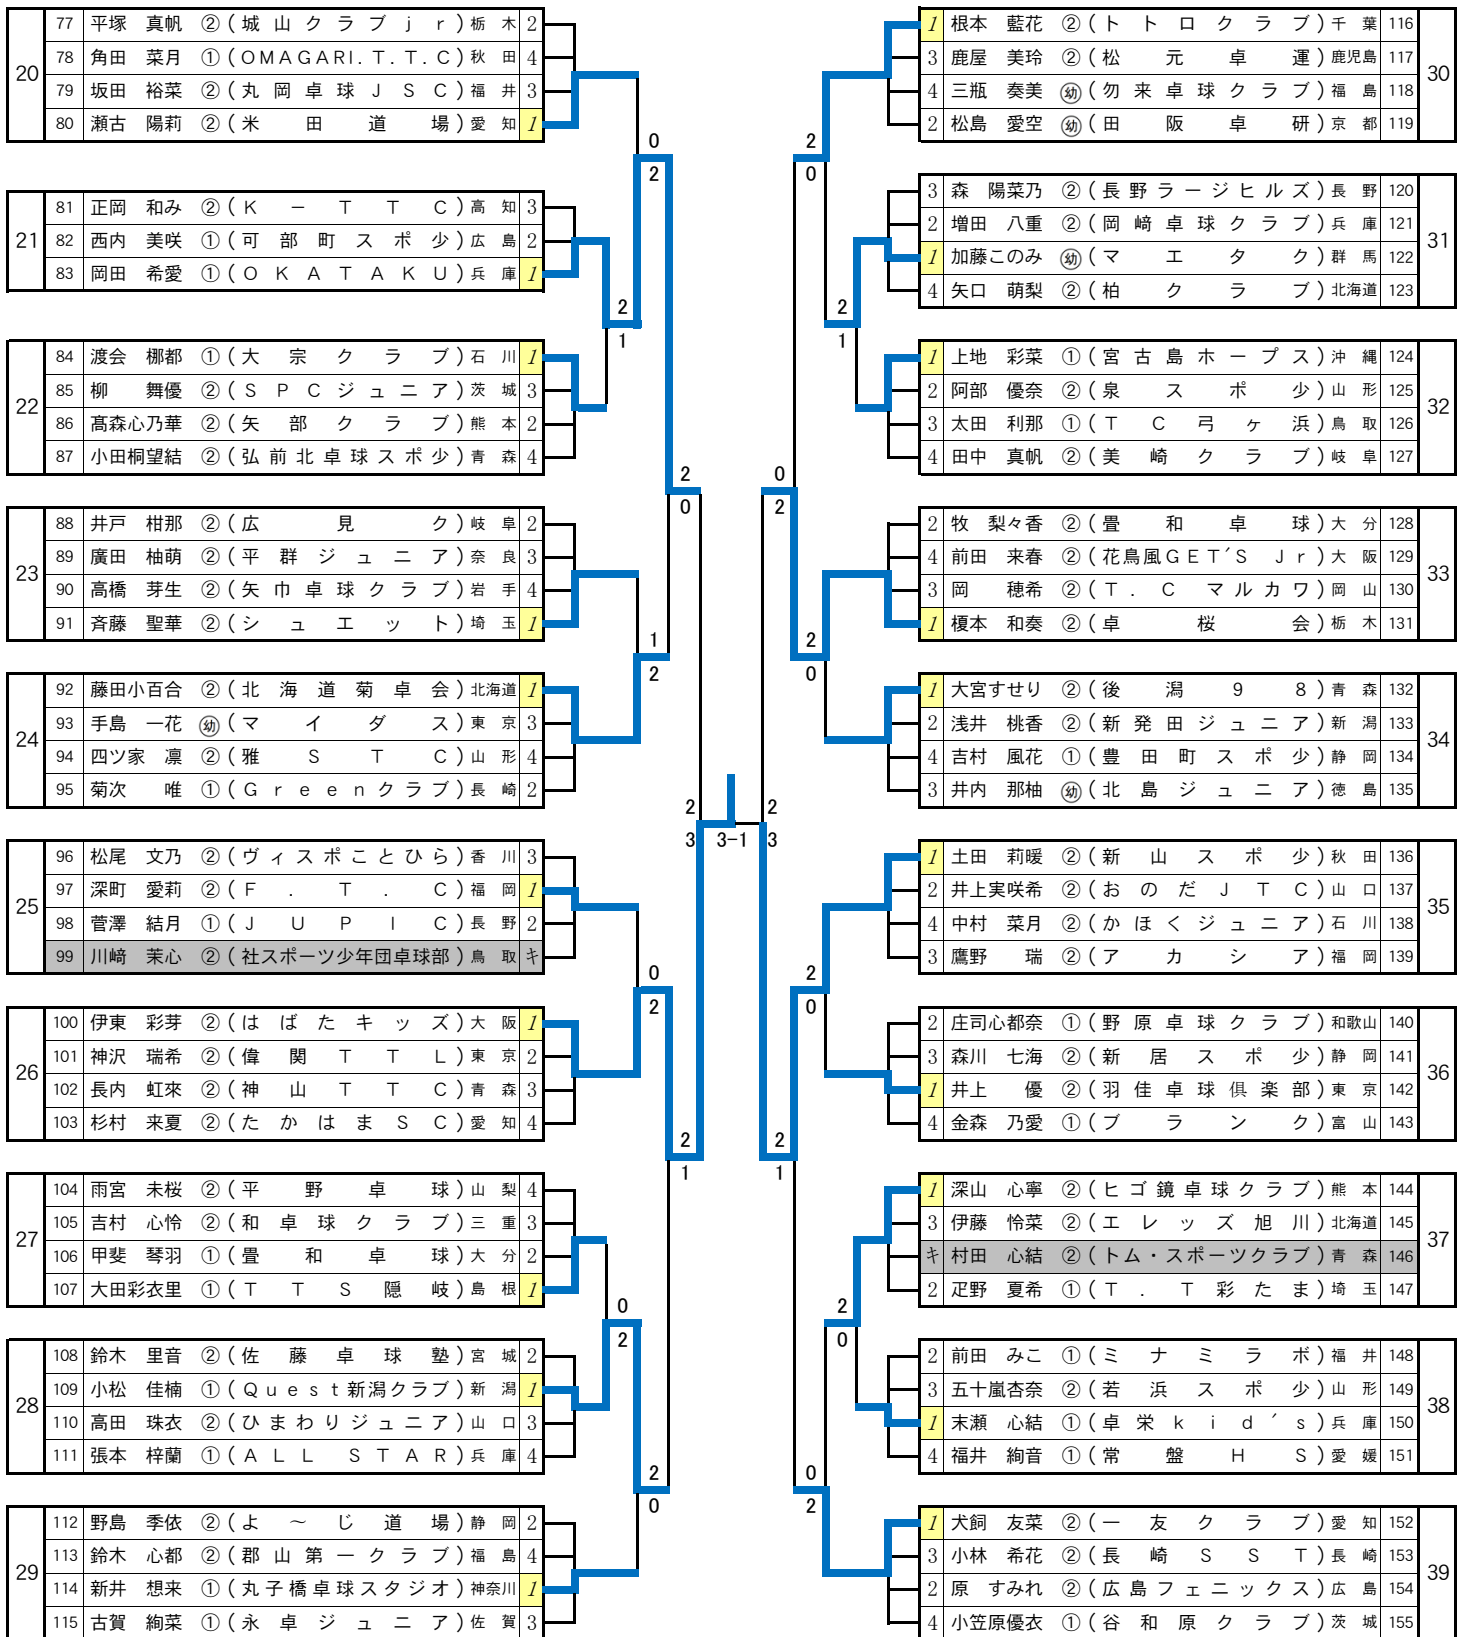 20
77 平塚 真帆 ② (城山クラブjr) 栃木 2
78 角田 菜月 ① (OMAGARI.T.T.C) 秋田 4
79 坂田 裕菜 ② (丸岡卓球JSC) 福井 3
80 瀬古 陽莉 ② (米田道場) 愛知 1
0
2
21
81 正岡 和み ② (K-TTC) 高知 3
82 西内 美咲 ① (可部町スポ少) 広島 2
83 岡田 希愛 ① (OKATAKU) 兵庫 1
2
1
22
84 渡会 梛都 ① (大宗クラブ) 石川 1
85 柳 舞優 ② (SPCジュニア) 茨城 3
86 髙森心乃華 ② (矢部クラブ) 熊本 2
87 小田桐望結 ② (弘前北卓球スポ少) 青森 4
2
0
23
88 井戸 柑那 ② (広見ク) 岐阜 2
89 廣田 柚萌 ② (平群ジュニア) 奈良 3
90 高橋 芽生 ② (矢巾卓球クラブ) 岩手 4
91 斉藤 聖華 ② (シュエット) 埼玉 1
1
2
24
92 藤田小百合 ② (北海道菊卓会) 北海道 1
93 手島 一花 ㊛ (マイダス) 東京 3
94 四ツ家 凛 ② (雅STC) 山形 4
95 菊次 唯 ① (Greenクラブ) 長崎 2
2
3
3-1
25
96 松尾 文乃 ② (ヴィスポことひら) 香川 3
97 深町 愛莉 ② (F.T.C) 福岡 1
98 菅澤 結月 ① (JUPIC) 長野 2
99 川﨑 茉心 ② (社スポーツ少年団卓球部) 鳥取 キ
0
2
26
100 伊東 彩芽 ② (はばたキッズ) 大阪 1
101 神沢 瑞希 ② (偉関TTL) 東京 2
102 長内 虹來 ② (神山TTC) 青森 3
103 杉村 来夏 ② (たかはまSC) 愛知 4
2
1
27
104 雨宮 未桜 ② (平野卓球) 山梨 4
105 吉村 心怜 ② (和卓球クラブ) 三重 3
106 甲斐 琴羽 ① (畳和卓球) 大分 2
107 大田彩衣里 ① (TTS隠岐) 島根 1
0
2
28
108 鈴木 里音 ② (佐藤卓球塾) 宮城 2
109 小松 佳楠 ① (Quest新潟クラブ) 新潟 1
110 高田 珠衣 ② (ひまわりジュニア) 山口 3
111 張本 梓蘭 ① (ALL STAR) 兵庫 4
2
0
29
112 野島 季依 ② (よ～じ道場) 静岡 2
113 鈴木 心都 ② (郡山第一クラブ) 福島 4
114 新井 想来 ① (丸子橋卓球スタジオ) 神奈川 1
115 古賀 絢菜 ① (永卓ジュニア) 佐賀 3
1 根本 藍花 ② (トトロクラブ) 千葉 116
3 鹿屋 美玲 ② (松元卓運) 鹿児島 117
4 三瓶 奏美 幼 (勿来卓球クラブ) 福島 118
2 松島 愛空 幼 (田阪卓研) 京都 119
30
2
0
3 森 陽菜乃 ② (長野ラージヒルズ) 長野 120
2 増田 八重 ② (岡﨑卓球クラブ) 兵庫 121
1 加藤このみ 幼 (マエタク) 群馬 122
4 矢口 萌梨 ② (柏クラブ) 北海道 123
31
2
1
1 上地 彩菜 ① (宮古島ホープス) 沖縄 124
2 阿部 優奈 ② (泉スポ少) 山形 125
3 太田 利那 ① (TC弓ヶ浜) 鳥取 126
4 田中 真帆 ② (美崎クラブ) 岐阜 127
32
0
2
2 牧 梨々香 ② (畳和卓球) 大分 128
4 前田 来春 ② (花鳥風GET'S Jr) 大阪 129
3 岡 穂希 ② (T.Cマルカワ) 岡山 130
1 榎本 和奏 ② (卓桜会) 栃木 131
33
2
0
1 大宮すせり ② (後潟98) 青森 132
2 浅井 桃香 ② (新発田ジュニア) 新潟 133
4 吉村 風花 ① (豊田町スポ少) 静岡 134
3 井内 那柚 幼 (北島ジュニア) 徳島 135
34
2
3
1 土田 莉暖 ② (新山スポ少) 秋田 136
2 井上実咲希 ② (おのだJTC) 山口 137
4 中村 菜月 ② (かほくジュニア) 石川 138
3 鷹野 瑞 ② (アカシア) 福岡 139
35
2
0
2 庄司心都奈 ① (野原卓球クラブ) 和歌山 140
3 森川 七海 ② (新居スポ少) 静岡 141
1 井上 優 ② (羽佳卓球倶楽部) 東京 142
4 金森 乃愛 ① (ブランク) 富山 143
36
2
1
1 深山 心寧 ② (ヒゴ鏡卓球クラブ) 熊本 144
3 伊藤 怜菜 ② (エレッズ旭川) 北海道 145
キ 村田 心結 ② (トム・スポーツクラブ) 青森 146
2 疋野 夏希 ① (T.T彩たま) 埼玉 147
37
2
0
2 前田 みこ ① (ミナミラボ) 福井 148
3 五十嵐杏奈 ② (若浜スポ少) 山形 149
1 末瀬 心結 ① (卓栄kid's) 兵庫 150
4 福井 絢音 ① (常盤HS) 愛媛 151
38
0
2
1 犬飼 友菜 ② (一友クラブ) 愛知 152
3 小林 希花 ② (長崎SST) 長崎 153
2 原 すみれ ② (広島フェニックス) 広島 154
4 小笠原優衣 ① (谷和原クラブ) 茨城 155
39